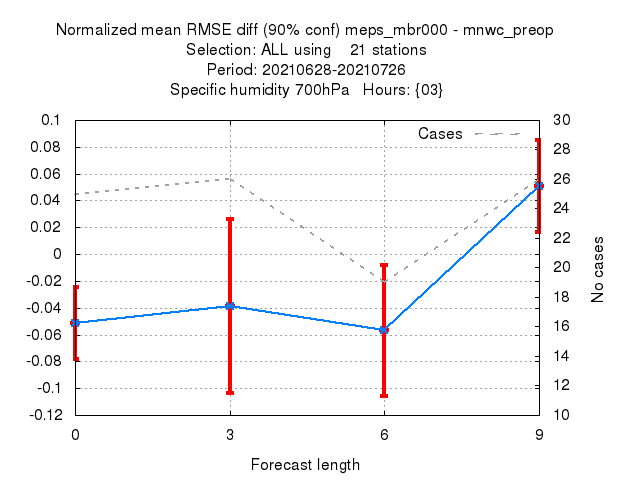 Normalized mean RMSE diff (90% conf) meps_mbr000 - mnwc_preop
Selection: ALL using 21 stations
Period: 20210628-20210726
Specific humidity 700hPa Hours: {03}
0.1 30
Cases
0.08 28
0.06 26
0.04 24
0.02 22
0 20
-0.02 18
-0.04 16
-0.06 14
-0.08 12
-0.1 10
-0.12
No cases
0 3 6 9
Forecast length